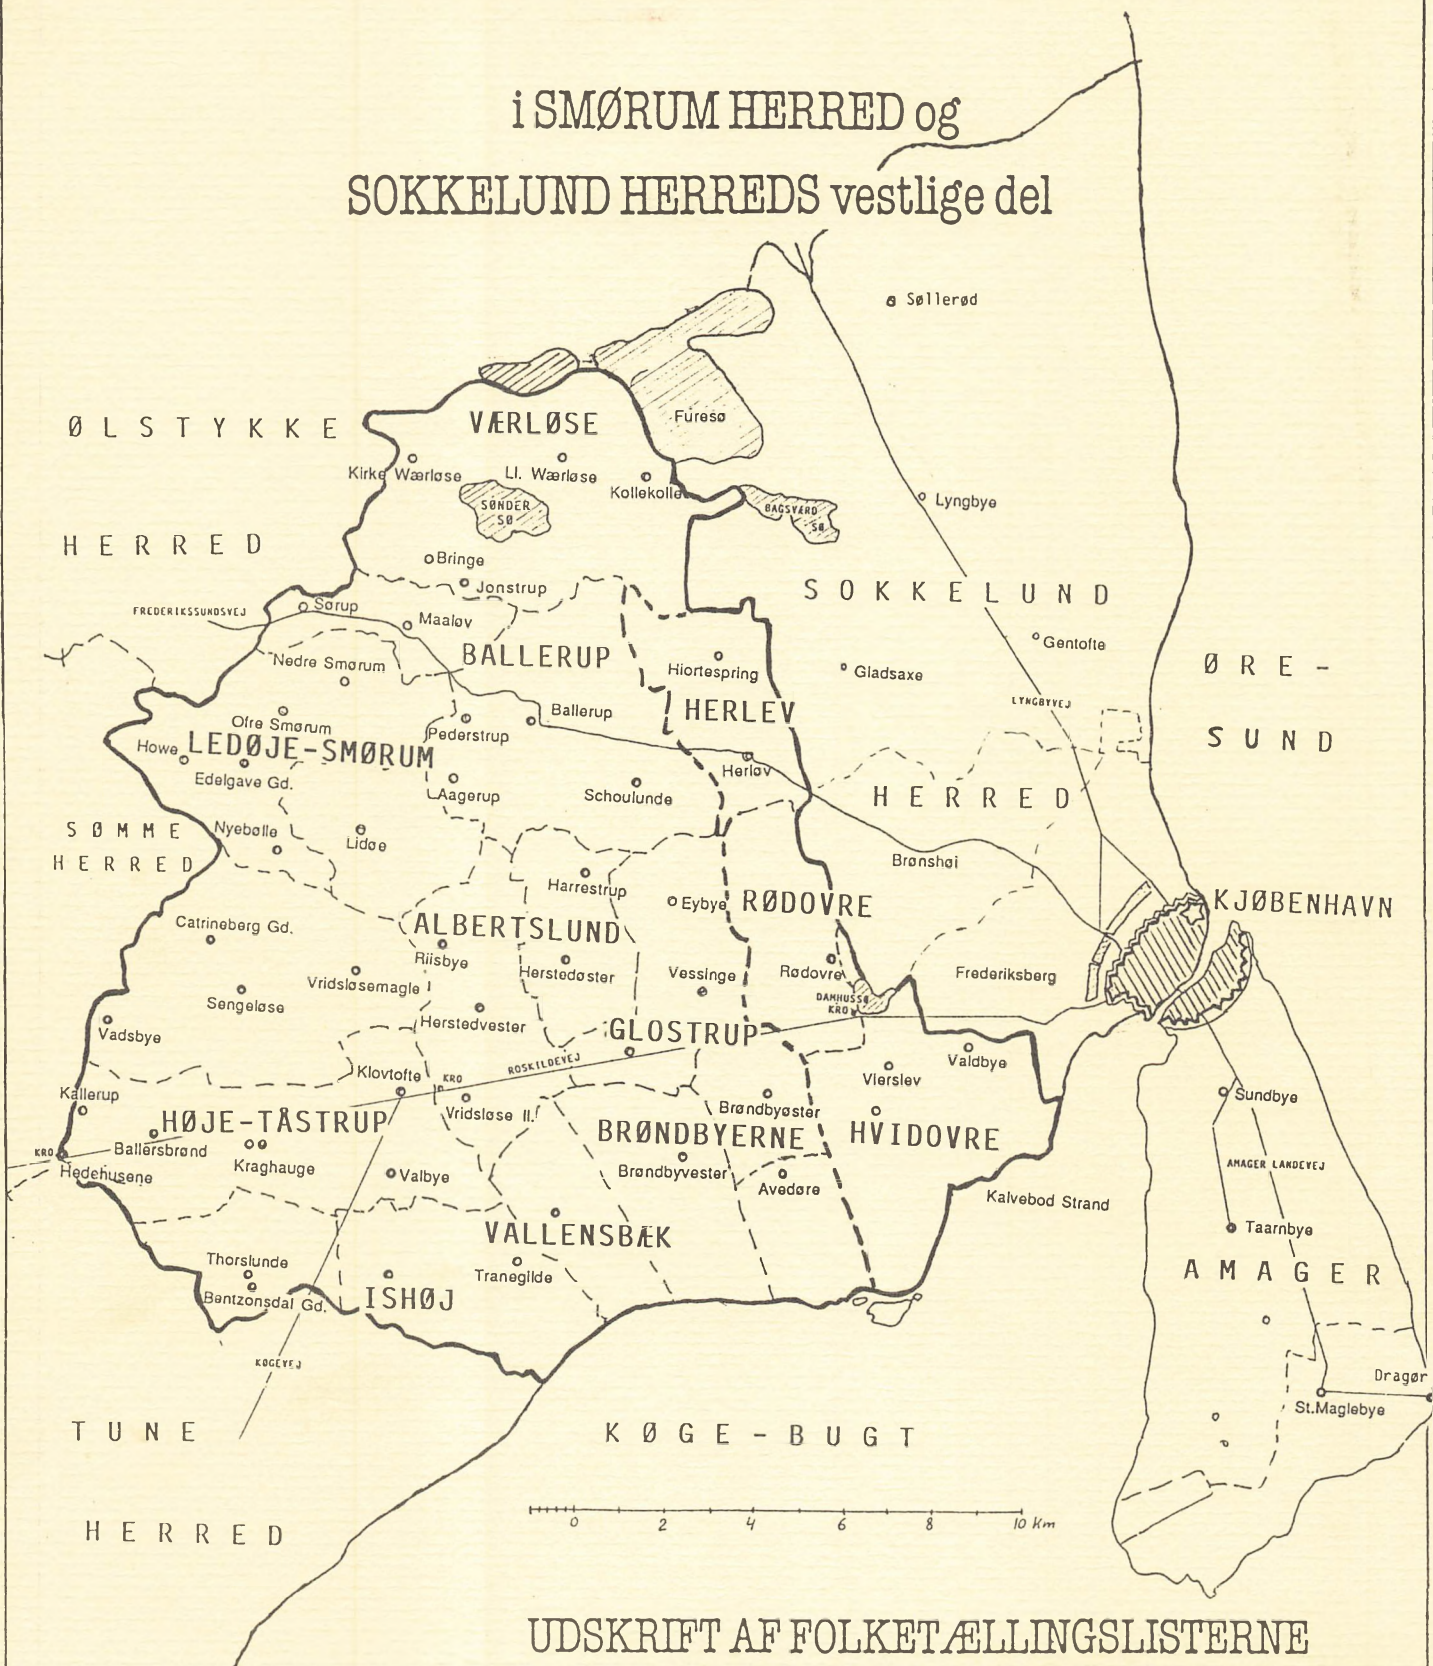 i SMØRUM HERRED og
SOKKELUND HERREDS vestlige del
Søllerød
Furesø
ØLSTYKKE
VÆRLØSE
Kirke Wærløse
Ll. Wærløse
Kollekolle
SØNDER
SØ
BAGSVÆRD
SØ
Lyngbye
HERRED
Bringe
Jonstrup
SOKKELUND
FREDERIKSSUNDSVEJ
Sørup
Maaløv
Gentofte
BALLERUP
Nedre Smørum
Hiortespring
Gladsaxe
ØRE-
LYNGBYVEJ
HERLEV
Ofre Smørum
Ballerup
Pederstrup
SUND
Howe
LEDØJE-SMØRUM
Herløv
Edelgave Gd.
Aagerup
Schoulunde
HERRED
SØMME
HERRED
Nyebølle
Lidøe
Brønshøi
Harrestrup
Eybye
RØDOVRE
KJØBENHAVN
Catrineberg Gd.
ALBERTSLUND
Riisbye
Herstedøster
Vessinge
Rødovre
Frederiksberg
Vridsløsemagle
Sengeløse
DAMHUSSØ
KRO
Herstedvester
Vadsbye
GLOSTRUP
ROSKILDEVEJ
Valdbye
Klovtofte
KRO
Vierslev
Kallerup
Sundbye
Vridsløse ll.
Brøndbyøster
HØJE-TÅSTRUP
BRØNDBYERNE
HVIDOVRE
KRO
Ballersbrønd
Hedehusene
Kraghauge
Valbye
Brøndbyvester
Avedøre
AMAGER LANDEVEJ
Kalvebod Strand
Taarnbye
VALLENSBÆK
Thorslunde
Tranegilde
AMAGER
Bentzonsdal Gd.
ISHØJ
KØGEVEJ
Dragør
St.Maglebye
TUNE
KØGE-BUGT
HERRED
0 2 4 6 8 10 Km
UDSKRIFT AF FOLKETÆLLINGSLISTERNE